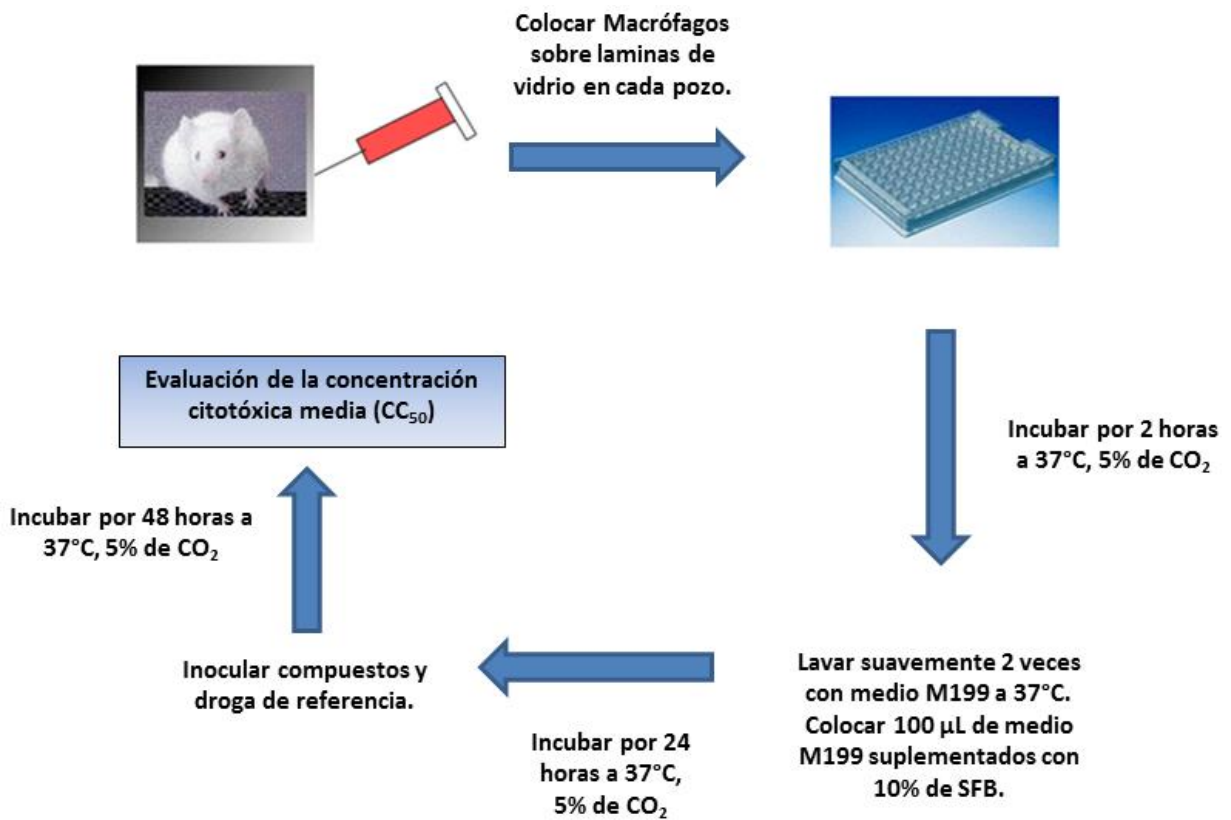 Colocar Macrófagos
sobre laminas de
vidrio en cada pozo.
Incubar por 2 horas
a 37°C, 5% de CO₂
Lavar suavemente 2 veces
con medio M199 a 37°C.
Colocar 100 µL de medio
M199 suplementados con
10% de SFB.
Incubar por 24
horas a 37°C,
5% de CO₂
Inocular compuestos y
droga de referencia.
Incubar por 48 horas a
37°C, 5% de CO₂
Evaluación de la concentración
citotóxica media (CC₅₀)